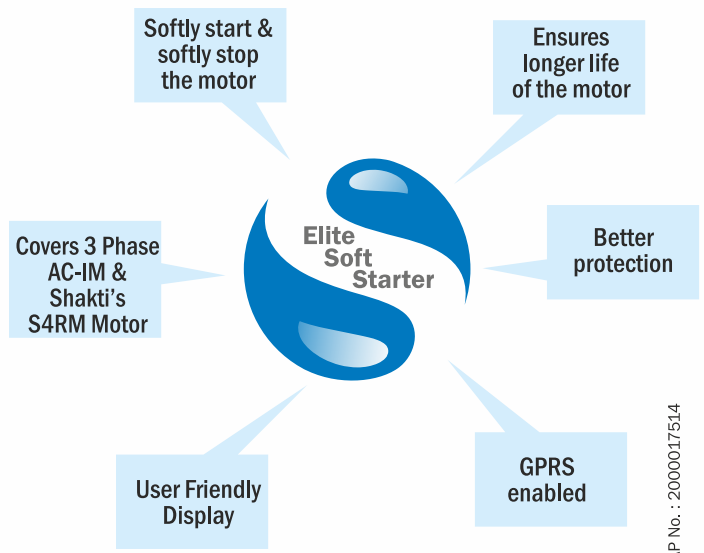 Softly start &
softly stop
the motor
Ensures
longer life
of the motor
Covers 3 Phase
AC-IM &
Shakti's
S4RM Motor
Elite
Soft
Starter
Better
protection
User Friendly
Display
GPRS
enabled
P No. : 2000017514